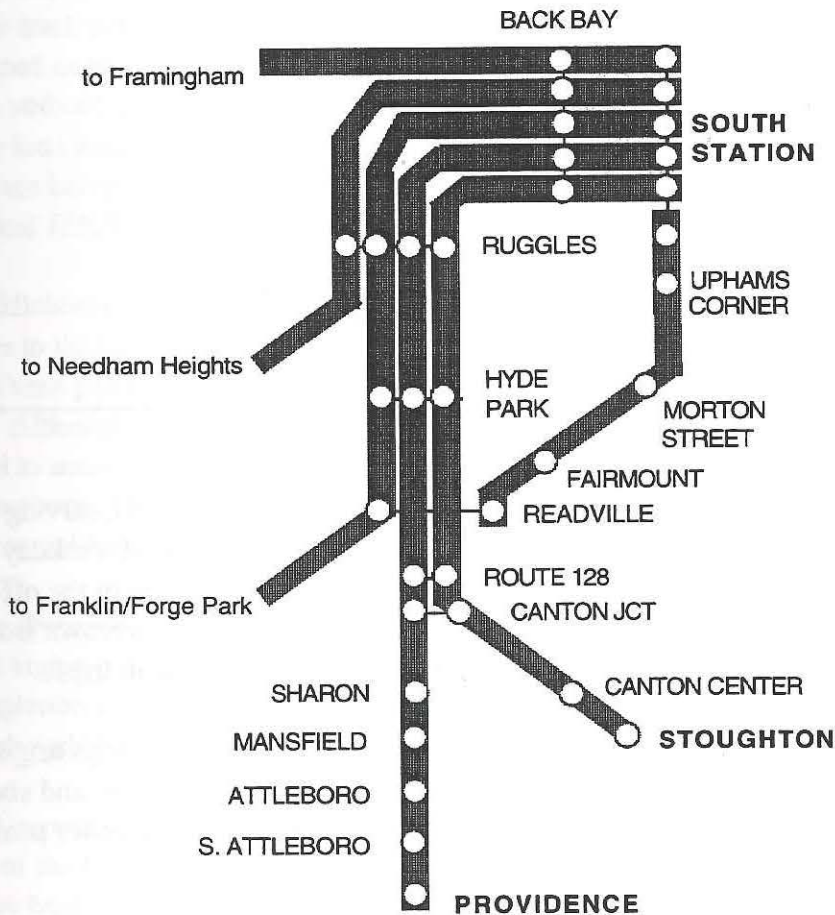 BACK BAY
to Framingham
SOUTH
STATION
RUGGLES
UPHAMS
CORNER
to Needham Heights
HYDE
PARK
MORTON
STREET
FAIRMOUNT
READVILLE
ROUTE 128
to Franklin/Forge Park
CANTON JCT
SHARON
CANTON CENTER
MANSFIELD
STOUGHTON
ATTLEBORO
S. ATTLEBORO
PROVIDENCE